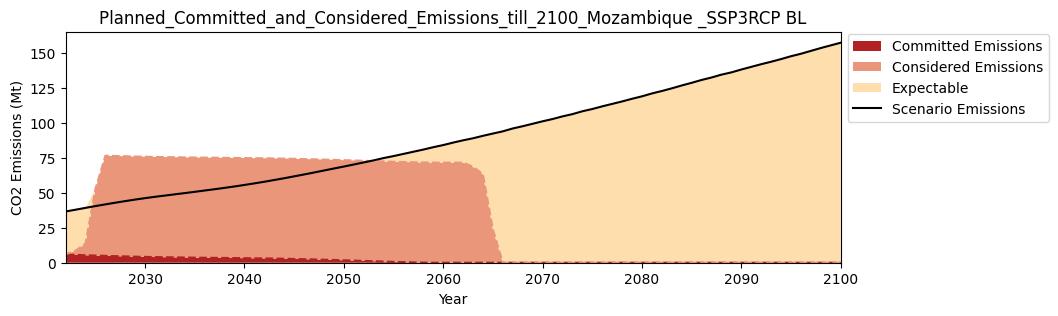 Planned_Committed_and_Considered_Emissions_till_2100_Mozambique _SSP3RCP BL
CO2 Emissions (Mt)
150
125
100
75
50
25
0
2030 2040 2050 2060 2070 2080 2090 2100
Year
Committed Emissions
Considered Emissions
Expectable
Scenario Emissions